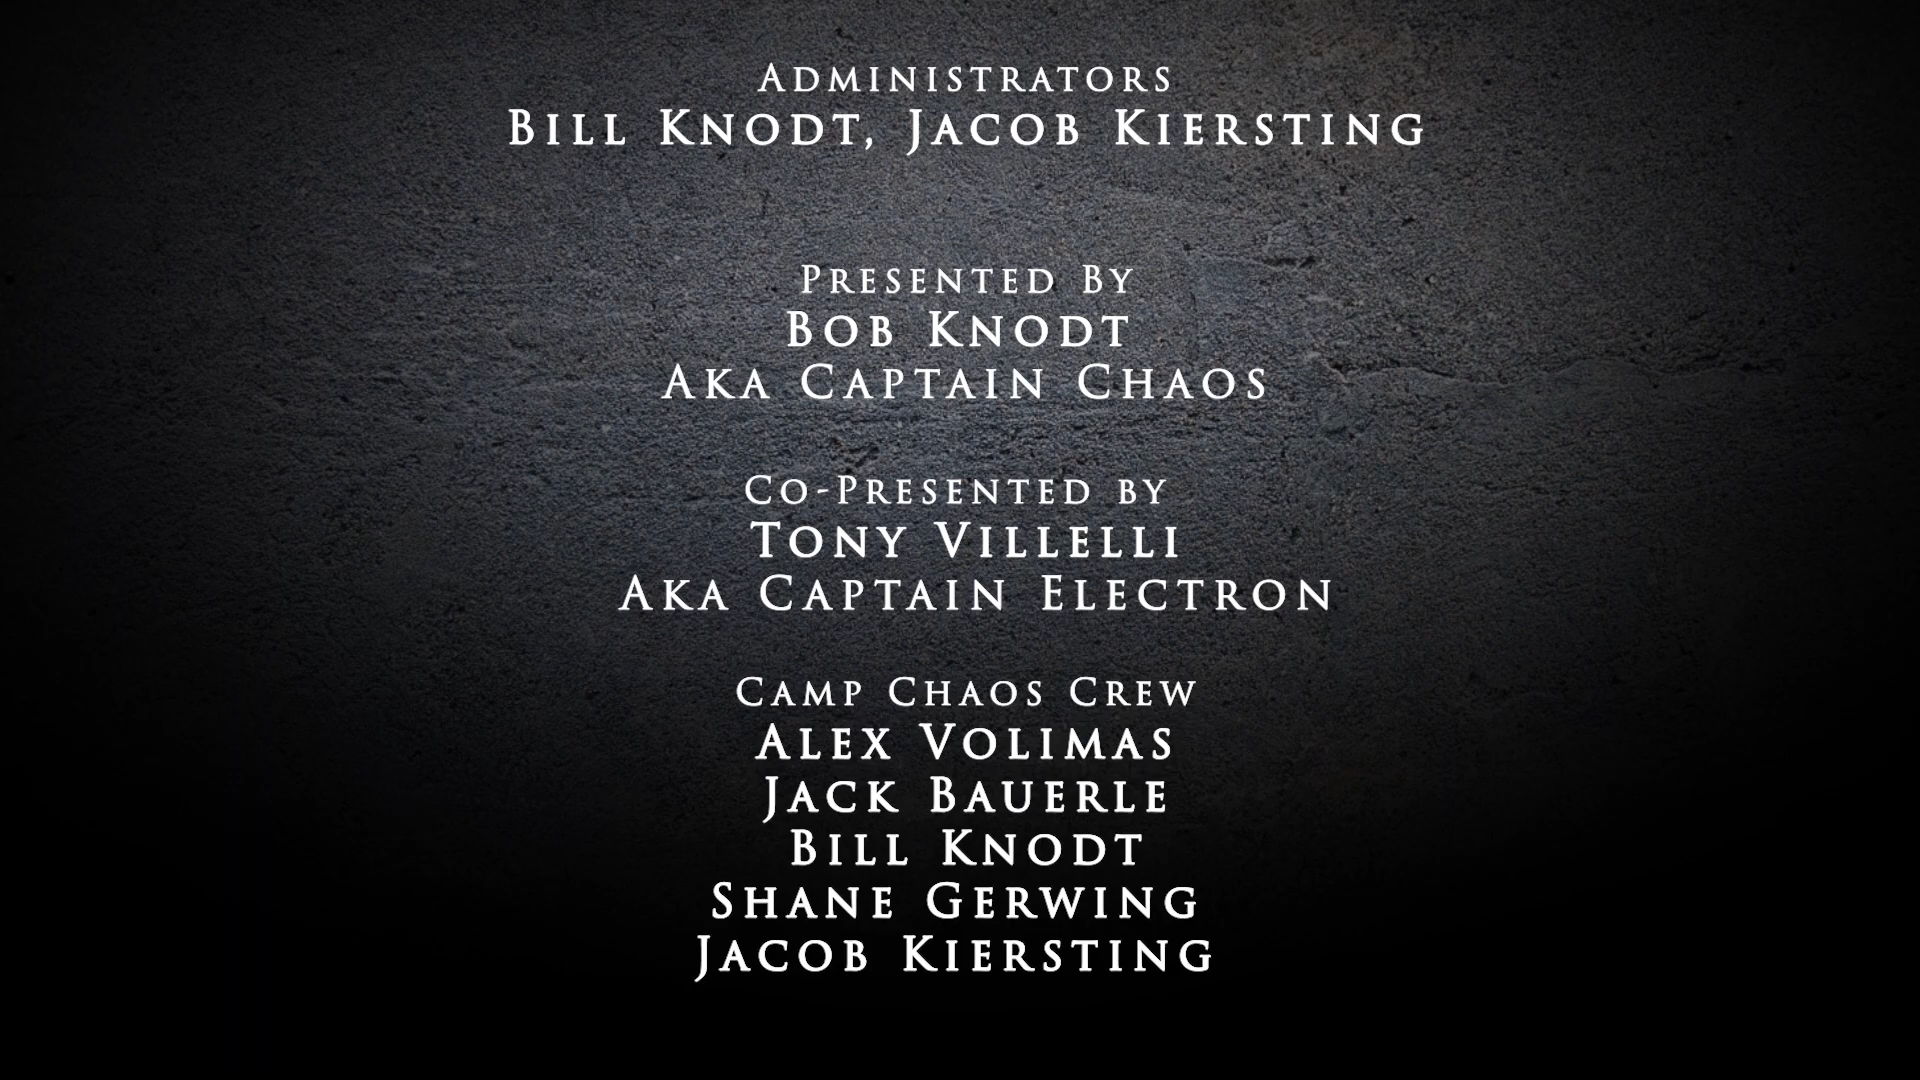 Administrators
Bill Knodt, Jacob Kiersting
Presented By
Bob Knodt
Aka Captain Chaos
Co-Presented by
Tony Villelli
Aka Captain Electron
Camp Chaos Crew
Alex Volimas
Jack Bauerle
Bill Knodt
Shane Gerwing
Jacob Kiersting